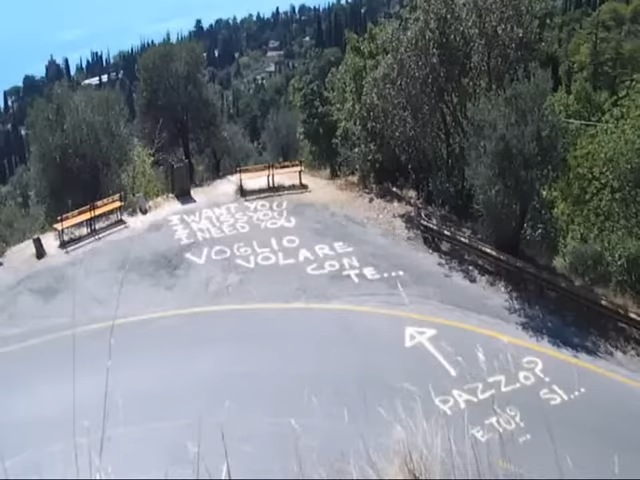 I WANT YOU
I MISS YOU
I NEED YOU
VOGLIO
VOLARE
CON
TE...
PAZZO?
SI...
E TU?
...